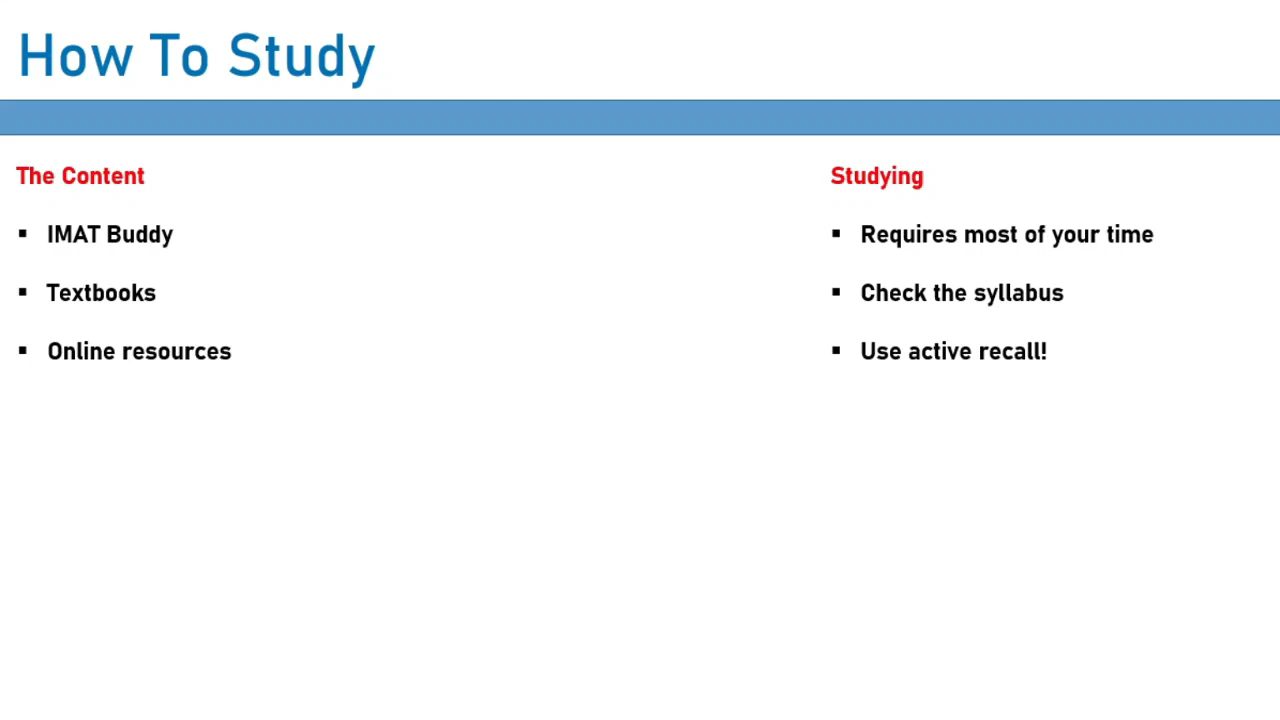 How To Study
The Content
▪ IMAT Buddy
▪ Textbooks
▪ Online resources
Studying
▪ Requires most of your time
▪ Check the syllabus
▪ Use active recall!